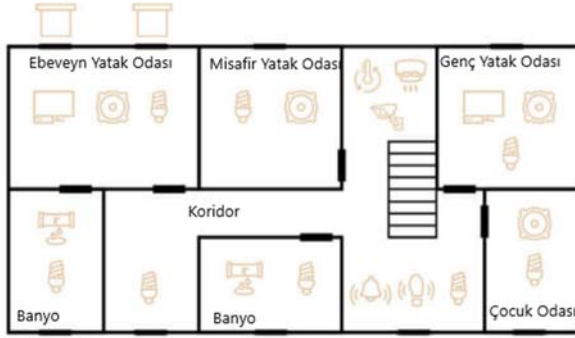 Ebeveyn Yatak Odası
Misafir Yatak Odası
Genç Yatak Odası
Koridor
Banyo
Banyo
Çocuk Odası